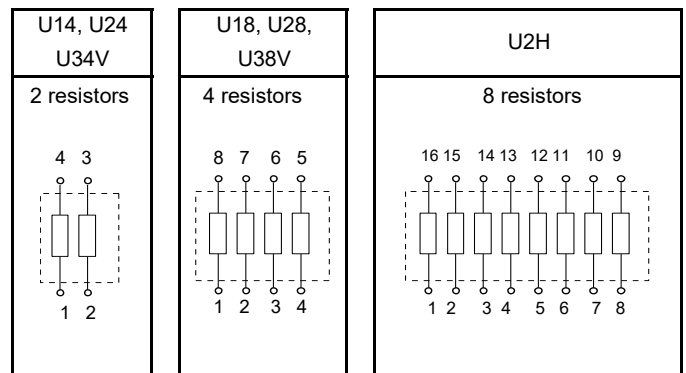 U14, U24
U34V
2 resistors
4 3
1 2
U18, U28,
U38V
4 resistors
8 7 6 5
1 2 3 4
U2H
8 resistors
16 15 14 13 12 11 10 9
1 2 3 4 5 6 7 8